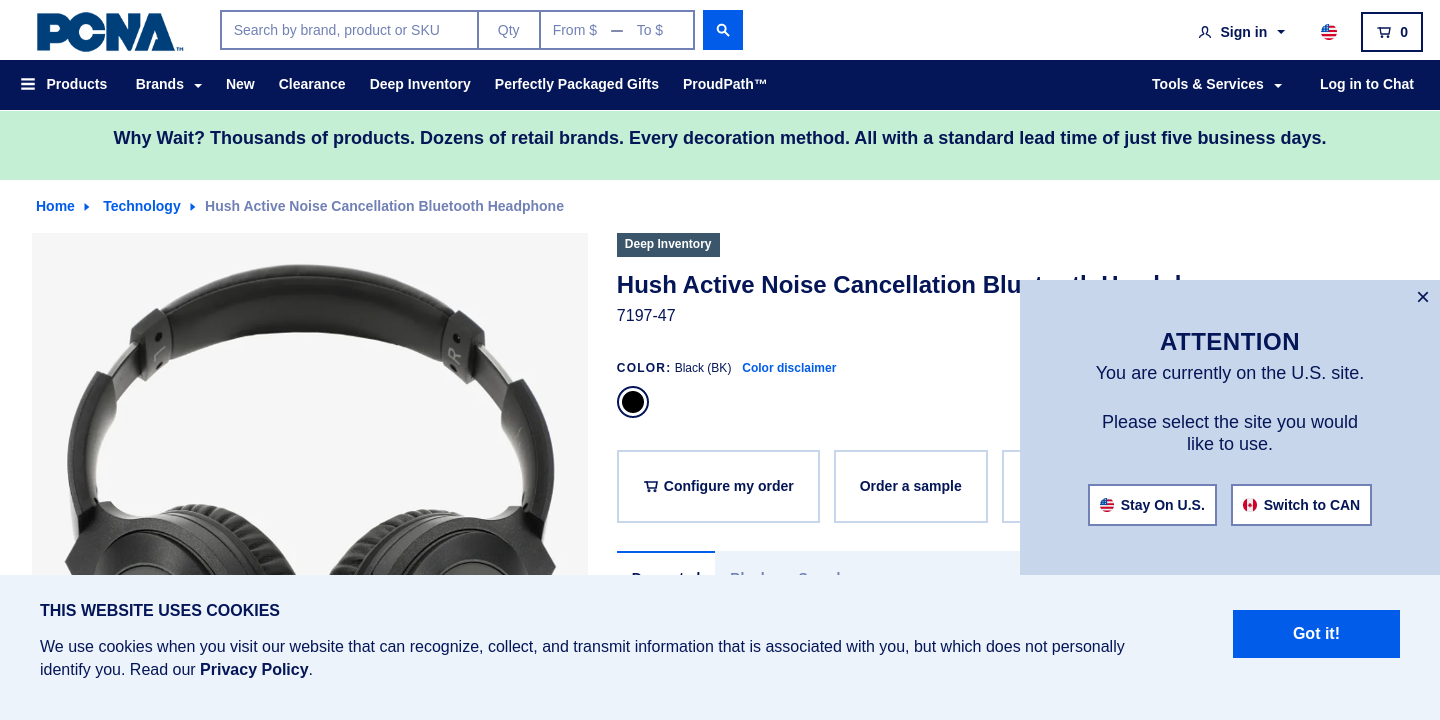 PCNA™
Search by brand, product or SKU Qty From $ — To $
Sign in
0
Products Brands New Clearance Deep Inventory Perfectly Packaged Gifts ProudPath™ Tools & Services Log in to Chat
Why Wait? Thousands of products. Dozens of retail brands. Every decoration method. All with a standard lead time of just five business days.
Home Technology Hush Active Noise Cancellation Bluetooth Headphone
L R
Deep Inventory
Hush Active Noise Cancellation
7197-47
COLOR: Black (BK) Color disclaimer
Configure my order Order a sample
×
ATTENTION
You are currently on the U.S. site.
Please select the site you would
like to use.
Stay On U.S. Switch to CAN
THIS WEBSITE USES COOKIES
We use cookies when you visit our website that can recognize, collect, and transmit information that is associated with you, but which does not personally
identify you. Read our Privacy Policy.
Got it!